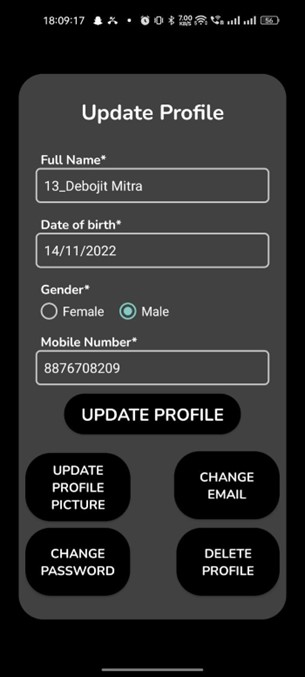 18:09:17 7.00 56
Update Profile
Full Name*
13_Debojit Mitra
Date of birth*
14/11/2022
Gender*
Female Male
Mobile Number*
8876708209
UPDATE PROFILE
UPDATE
PROFILE
PICTURE
CHANGE
EMAIL
CHANGE
PASSWORD
DELETE
PROFILE